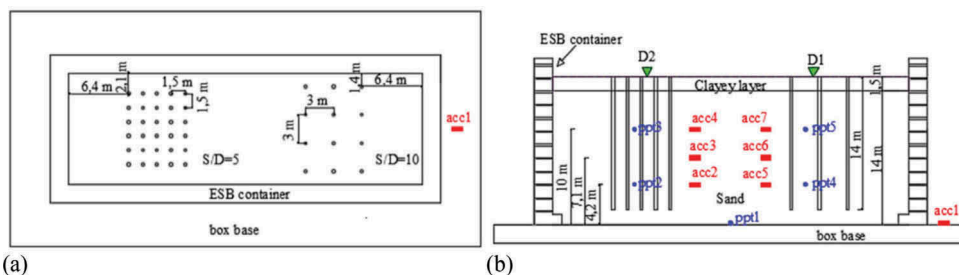 6,4 m
2,1 m
1,5 m
1,5 m
3 m
3 m
1,4 m
6,4 m
acc1
S/D=5
S/D=10
ESB container
box base
(a)
ESB container
D2
D1
Clayey layer
1,5 m
acc4
acc7
ppt3
ppt5
acc3
acc6
acc2
acc5
ppt2
ppt4
10 m
7,1 m
4,2 m
14 m
14 m
Sand
ppt1
acc1
box base
(b)